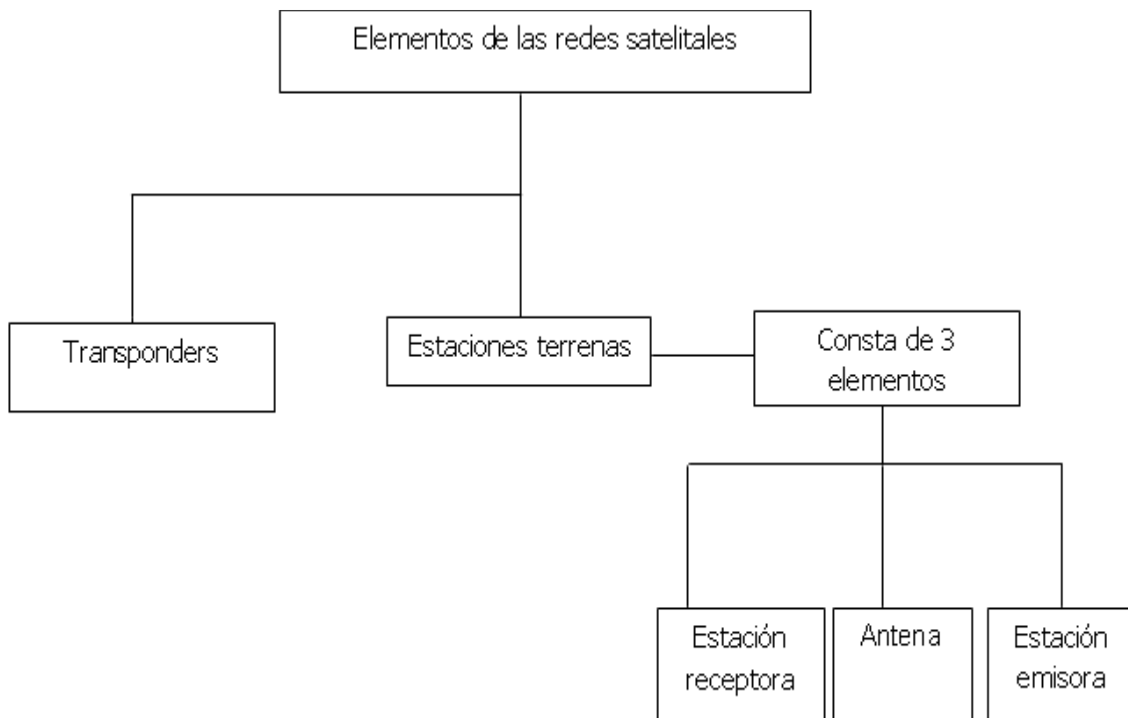 Elementos de las redes satelitales
Transponders
Estaciones terrenas
Consta de 3
elementos
Estación
receptora
Antena
Estación
emisora